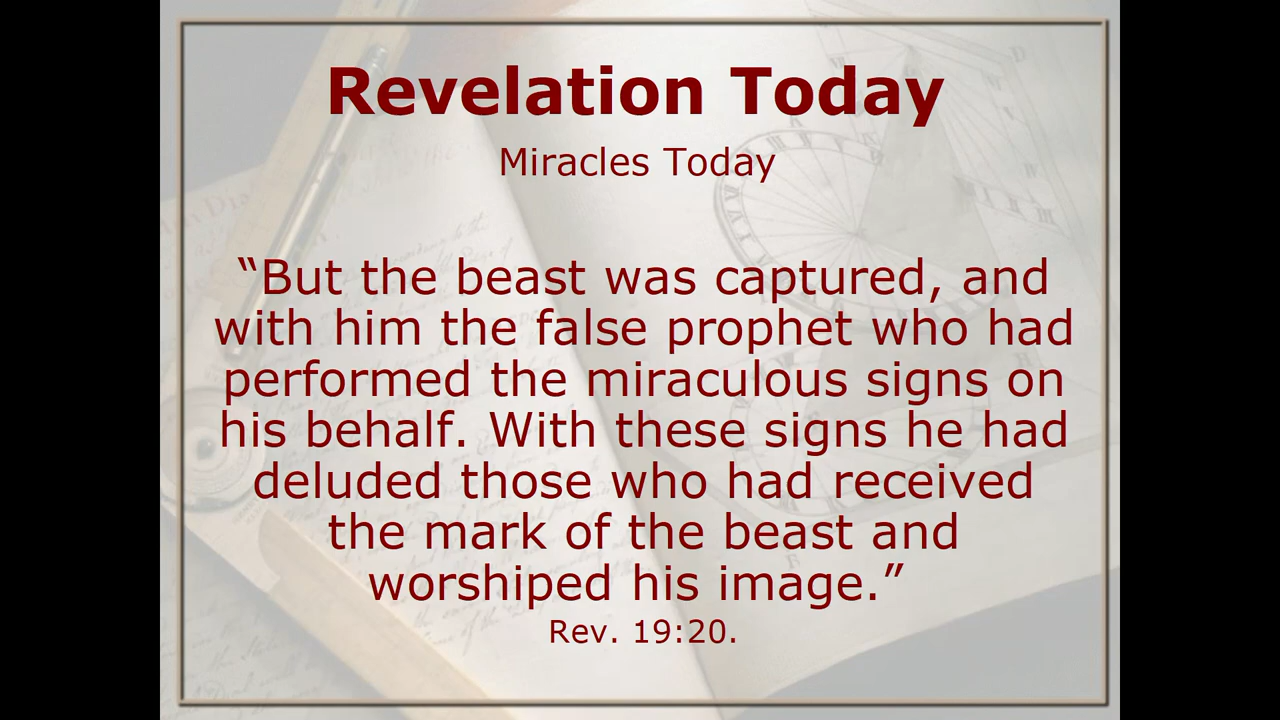 Revelation Today
Miracles Today
“But the beast was captured, and
with him the false prophet who had
performed the miraculous signs on
his behalf. With these signs he had
deluded those who had received
the mark of the beast and
worshiped his image.”
Rev. 19:20.